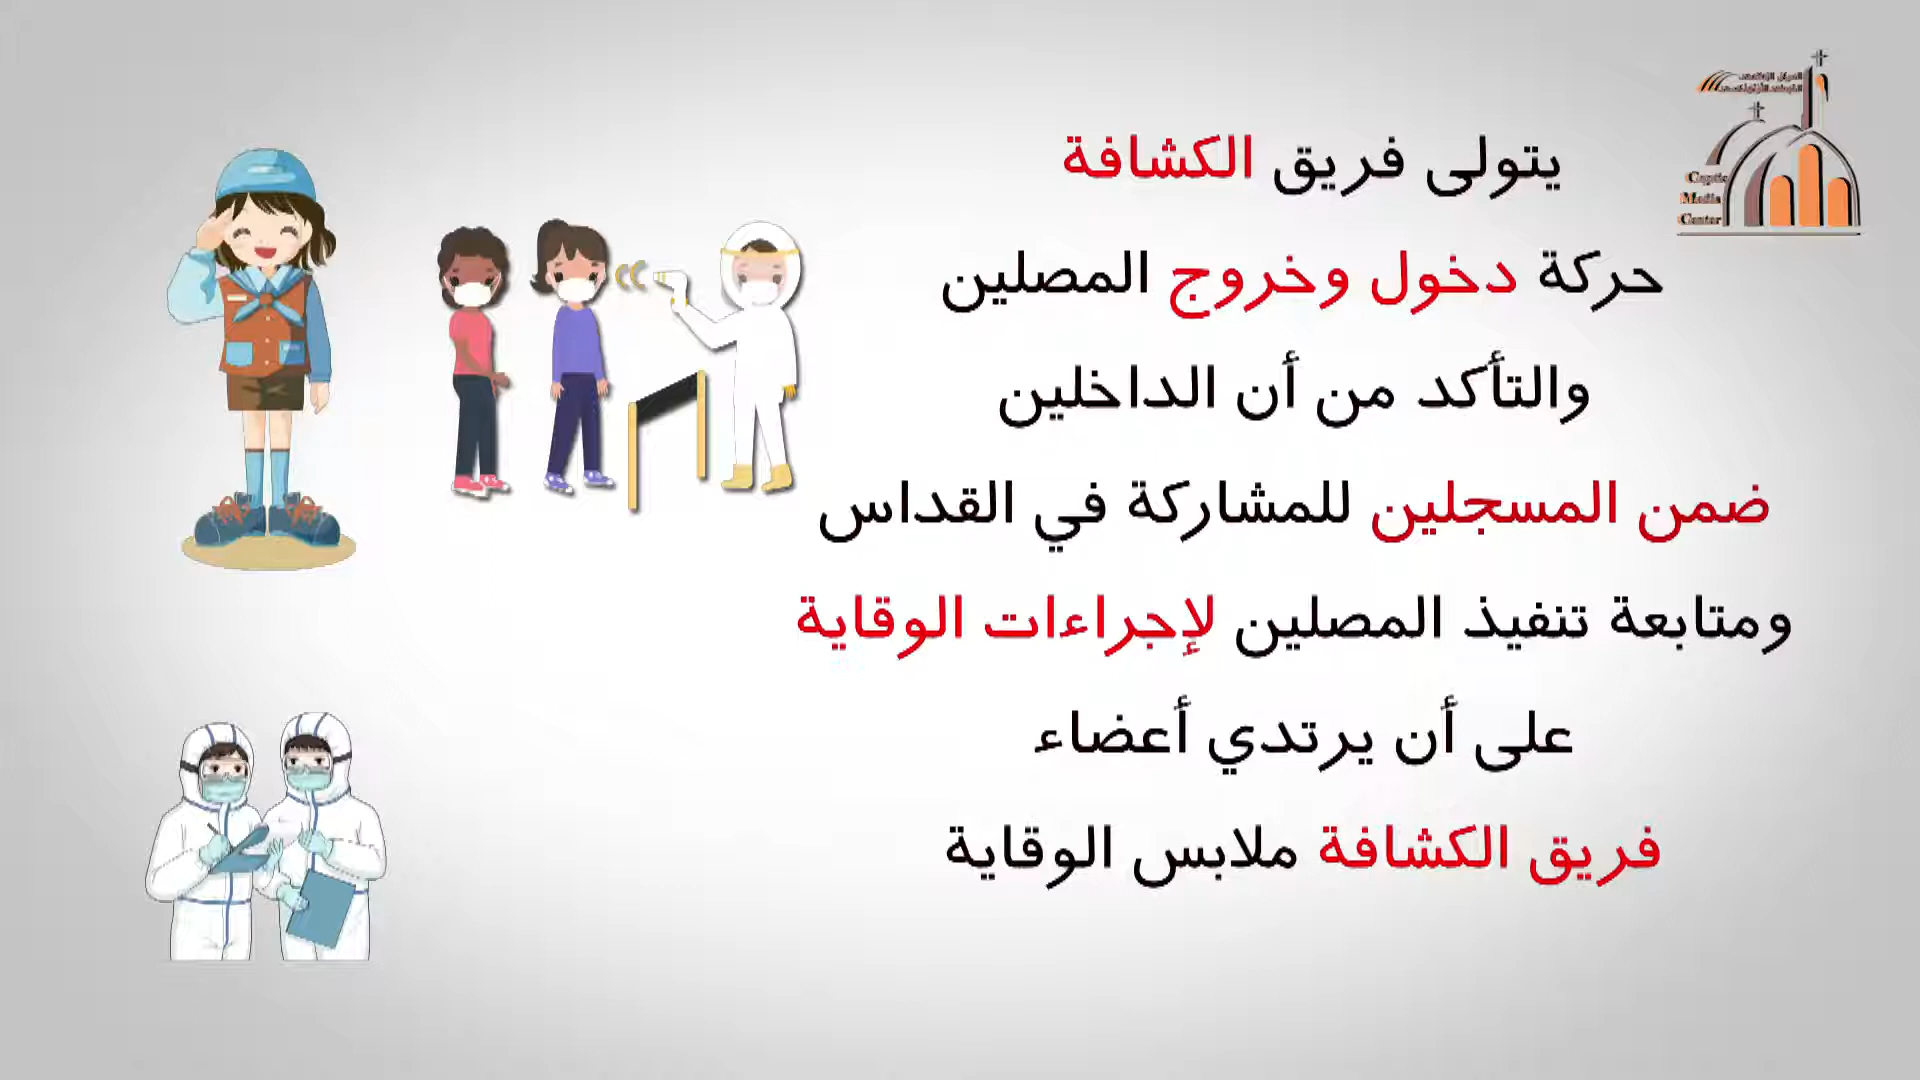 يتولى فريق الكشافة
حركة دخول وخروج المصلين
والتأكد من أن الداخلين
ضمن المسجلين للمشاركة في القداس
ومتابعة تنفيذ المصلين لإجراءات الوقاية
على أن يرتدي أعضاء
فريق الكشافة ملابس الوقاية
Coptic
Media
Center